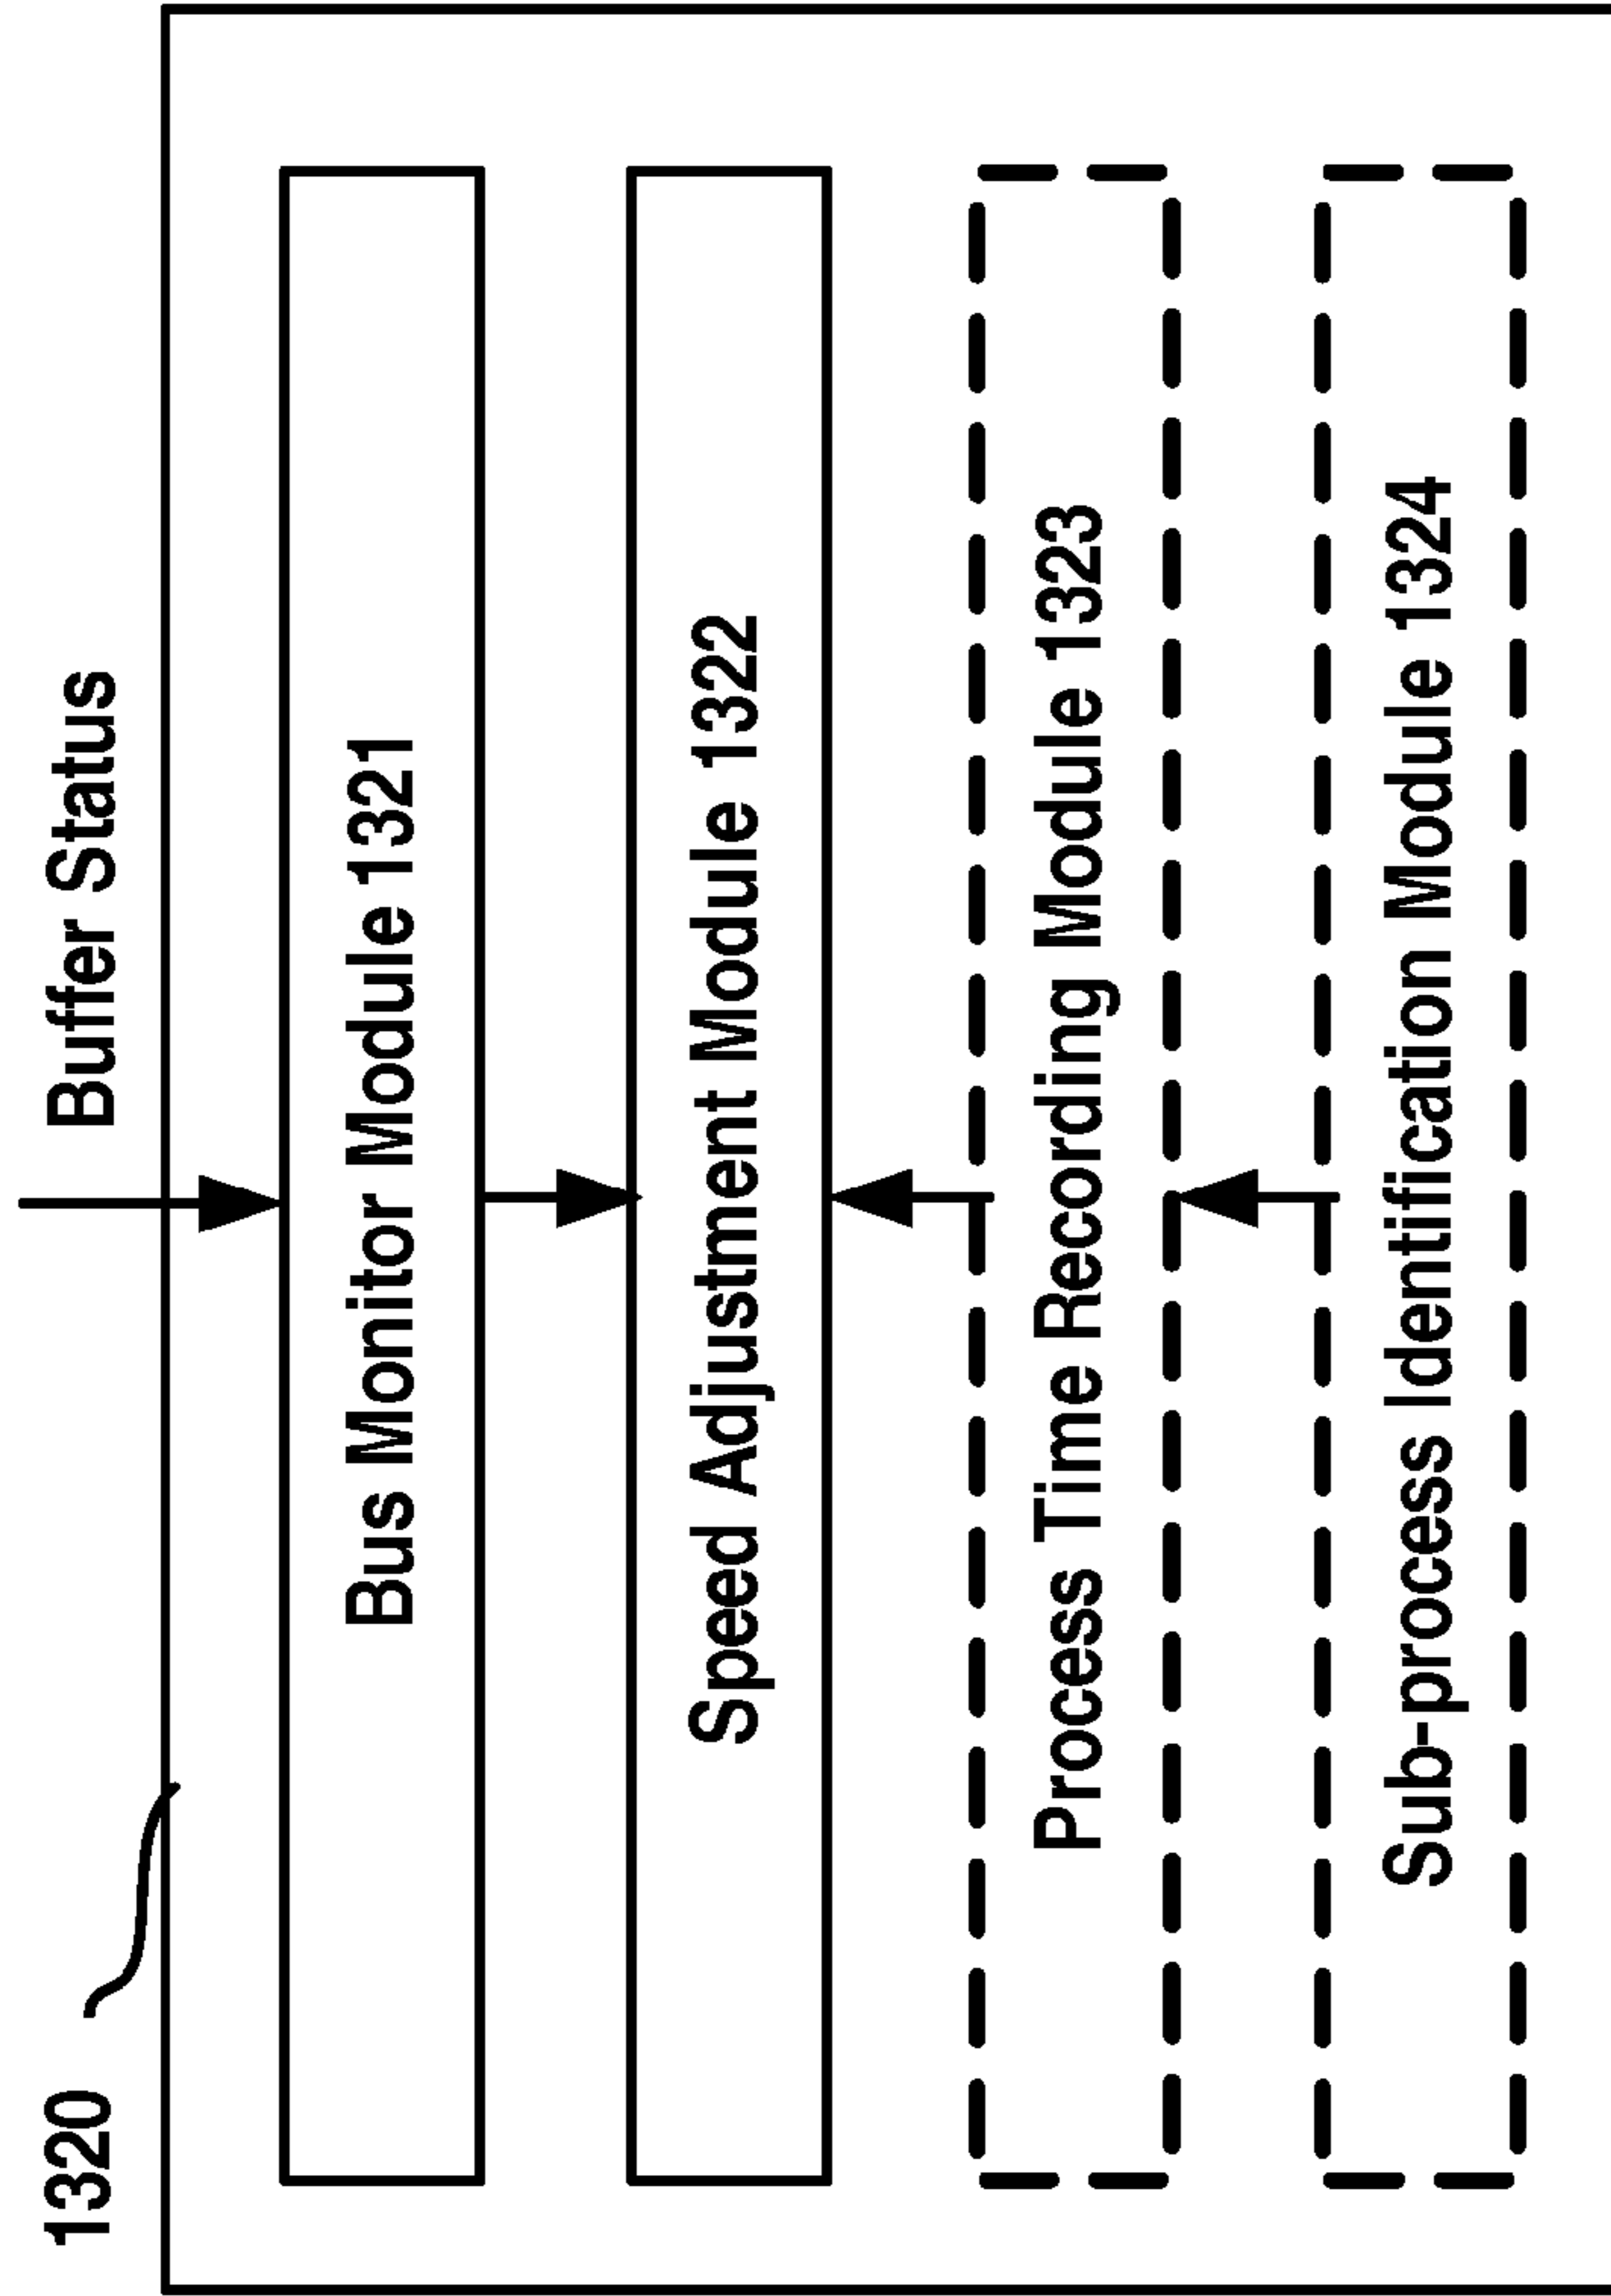 1320
Buffer Status
Bus Monitor Module 1321
Speed Adjustment Module 1322
Process Time Recording Module 1323
Sub-process Identification Module 1324